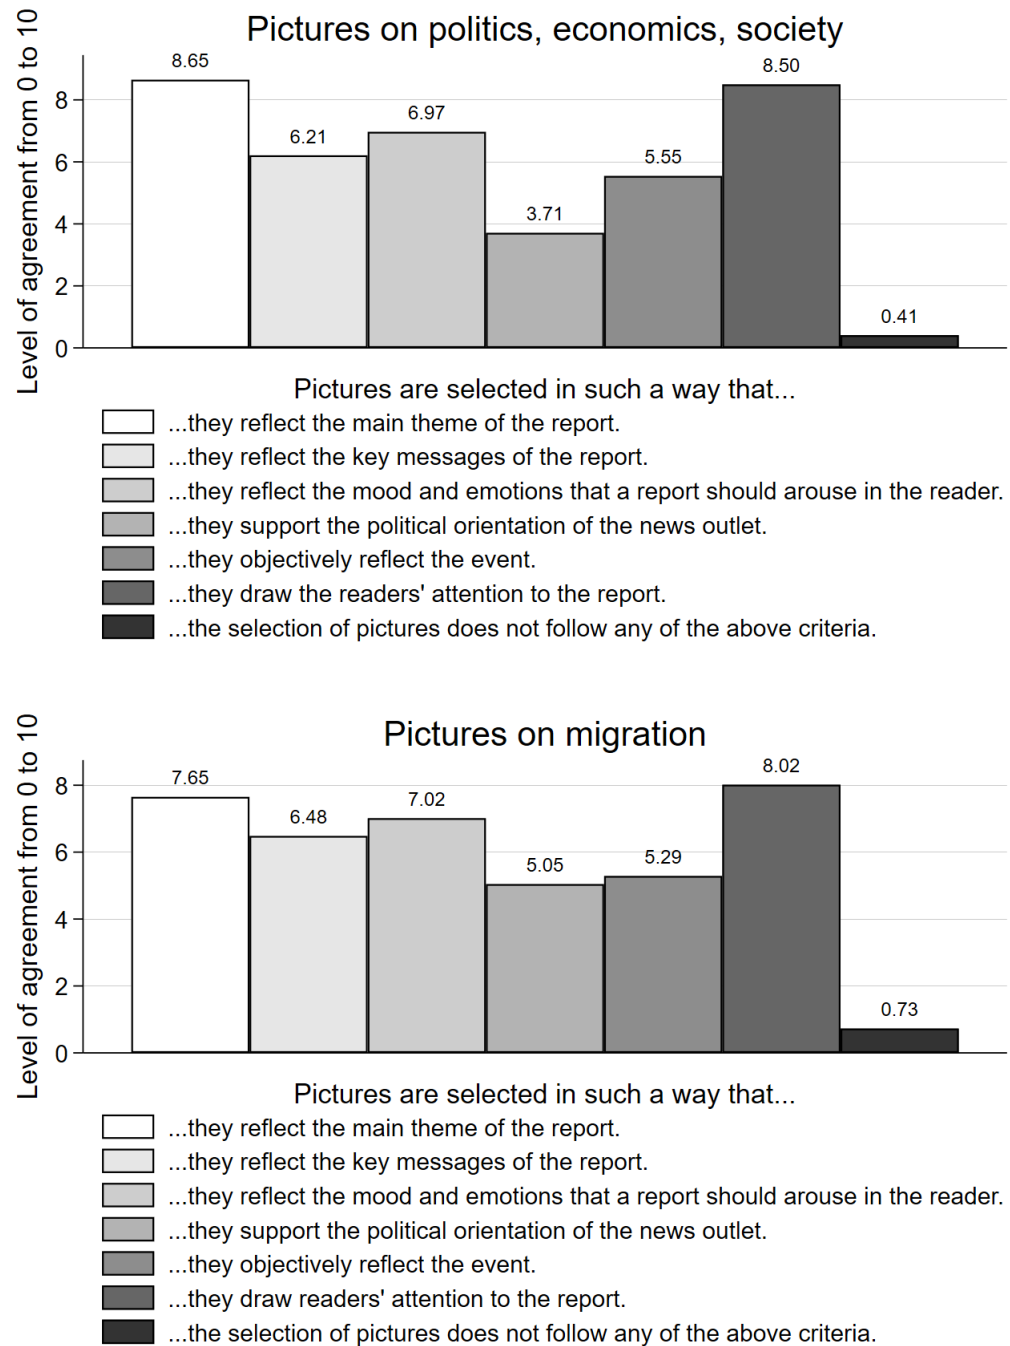 Pictures on politics, economics, society
Level of agreement from 0 to 10
8
6
4
2
0
8.65
6.21
6.97
3.71
5.55
8.50
0.41
Pictures are selected in such a way that...
...they reflect the main theme of the report.
...they reflect the key messages of the report.
...they reflect the mood and emotions that a report should arouse in the reader.
...they support the political orientation of the news outlet.
...they objectively reflect the event.
...they draw the readers' attention to the report.
...the selection of pictures does not follow any of the above criteria.
Pictures on migration
Level of agreement from 0 to 10
8
6
4
2
0
7.65
6.48
7.02
5.05
5.29
8.02
0.73
Pictures are selected in such a way that...
...they reflect the main theme of the report.
...they reflect the key messages of the report.
...they reflect the mood and emotions that a report should arouse in the reader.
...they support the political orientation of the news outlet.
...they objectively reflect the event.
...they draw readers' attention to the report.
...the selection of pictures does not follow any of the above criteria.